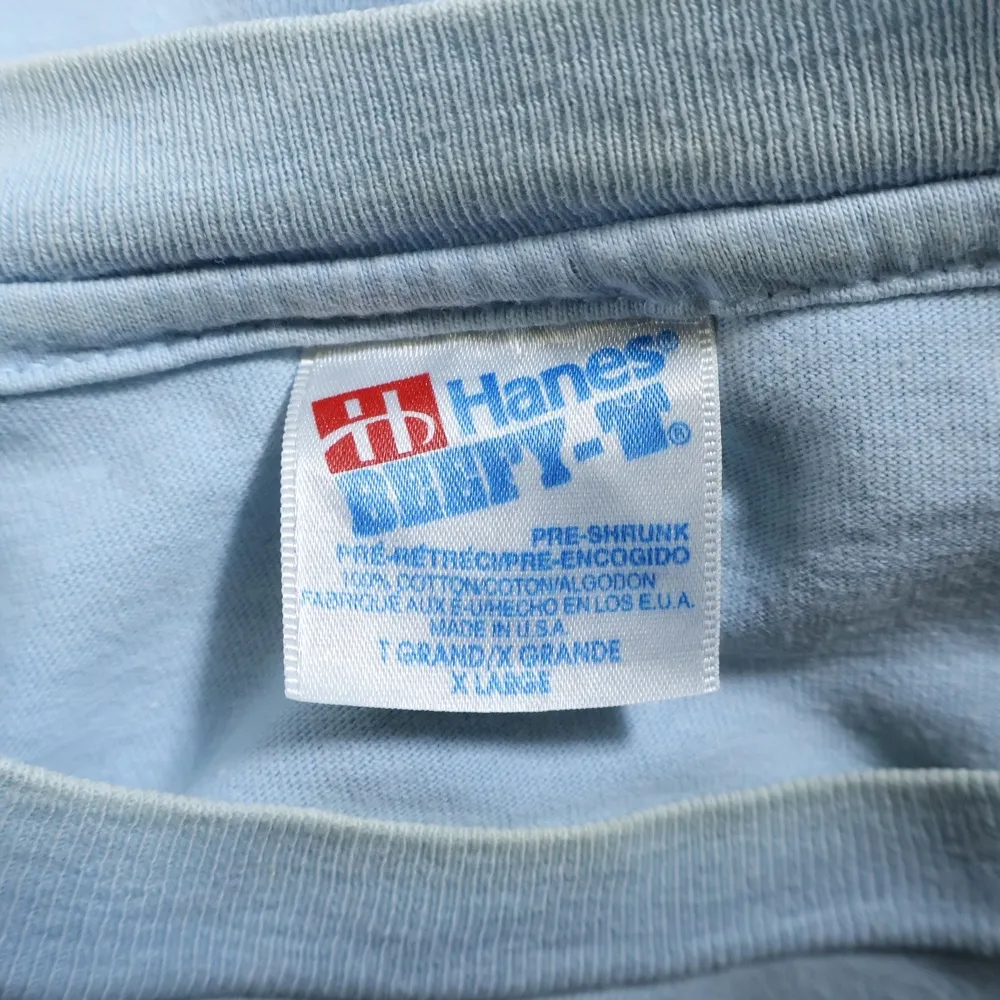 Hanes®
BEEFY-T®
PRE-SHRUNK
PRÉ-RÉTRÉCI/PRE-ENCOGIDO
100% COTTON/COTON/ALGODON
FABRIQUÉ AUX É-U/HECHO EN LOS E.U.A.
MADE IN U.S.A.
T GRAND/X GRANDE
X LARGE